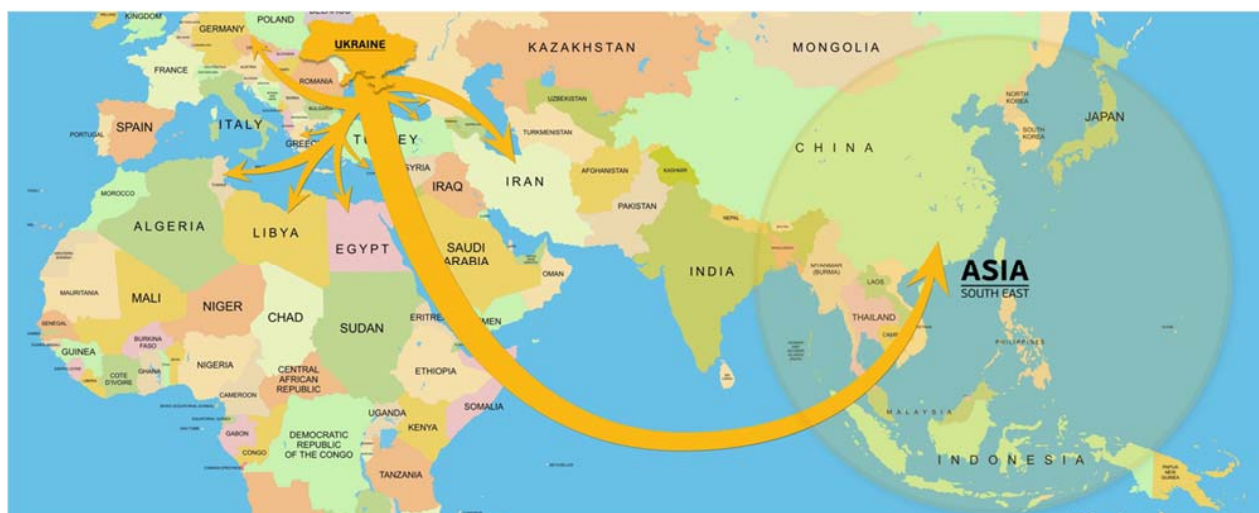 KINGDOM
POLAND
GERMANY
UKRAINE
KAZAKHSTAN
MONGOLIA
FRANCE
AUSTRIA
ROMANIA
BULGARIA
UZBEKISTAN
NORTH
KOREA
JAPAN
PORTUGAL
SPAIN
ITALY
GREECE
TURKEY
TURKMENISTAN
CHINA
SOUTH
KOREA
SYRIA
MOROCCO
TUNISIA
IRAQ
IRAN
AFGHANISTAN
KASHMIR
PAKISTAN
NEPAL
ALGERIA
LIBYA
EGYPT
SAUDI
ARABIA
OMAN
INDIA
MYANMAR
(BURMA)
LAOS
ASIA
SOUTH EAST
MAURITANIA
MALI
NIGER
CHAD
SUDAN
ERITREA
YEMEN
THAILAND
PHILIPPINES
SENEGAL
GUINEA
BURKINA
FASO
COTE
D'IVOIRE
GHANA
NIGERIA
CENTRAL
AFRICAN
REPUBLIC
ETHIOPIA
CAMEROON
SOMALIA
UGANDA
KENYA
GABON
CONGO
DEMOCRATIC
REPUBLIC
OF THE CONGO
TANZANIA
MALAYSIA
INDONESIA
PAPUA
NEW
GUINEA